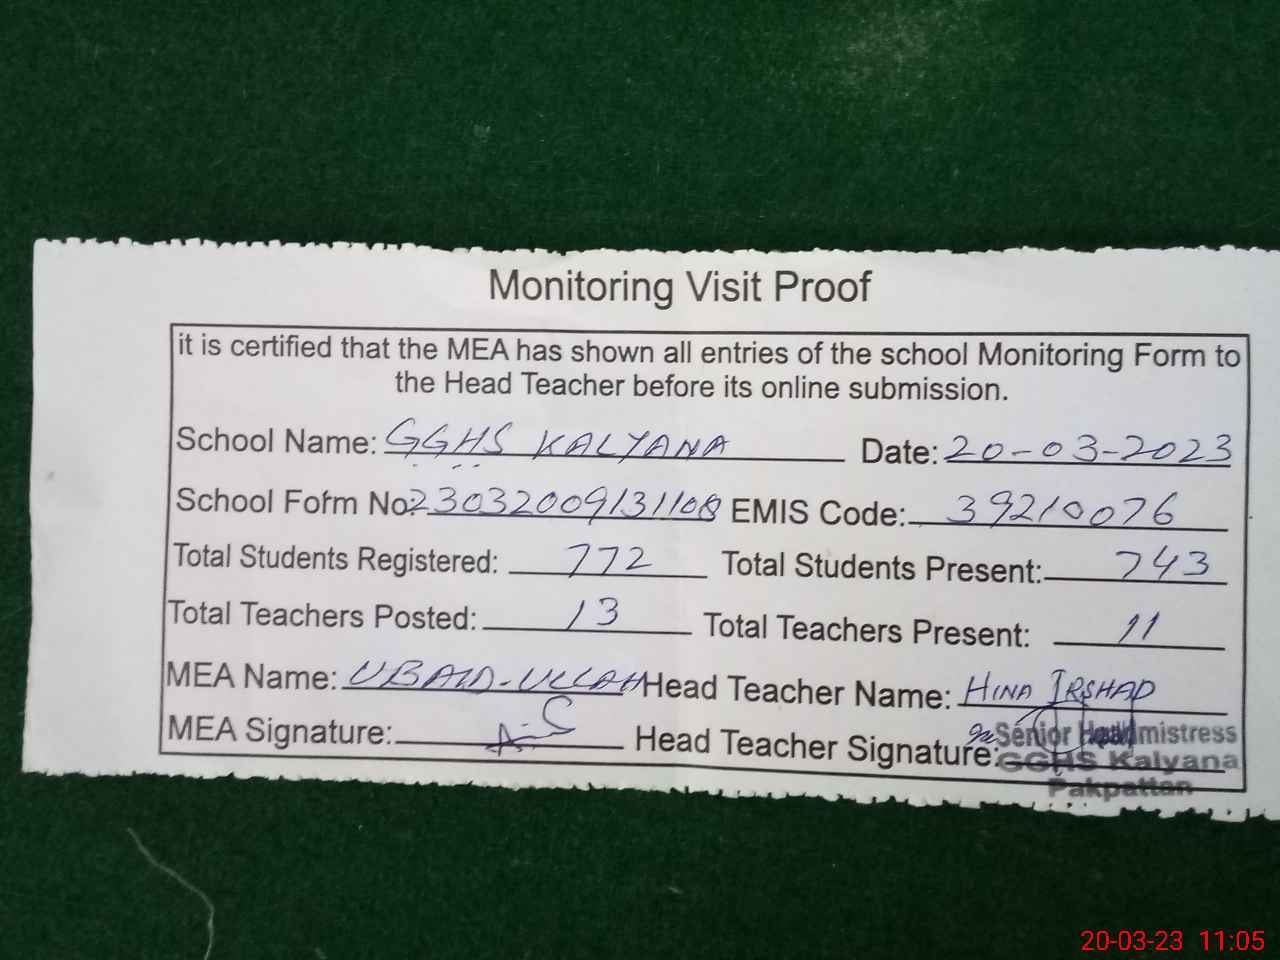 Monitoring Visit Proof
it is certified that the MEA has shown all entries of the school Monitoring Form to
the Head Teacher before its online submission.
School Name: GGHS KALYANA Date: 20-03-2023
School Form No: 23032009131108 EMIS Code: 39210076
Total Students Registered: 772 Total Students Present: 743
Total Teachers Posted: 13 Total Teachers Present: 11
MEA Name: UBAID-ULLAH Head Teacher Name: HINA IRSHAD
MEA Signature: Head Teacher Signature: Senior Headmistress
GGHS Kalyana
Pakpattan
20-03-23 11:05